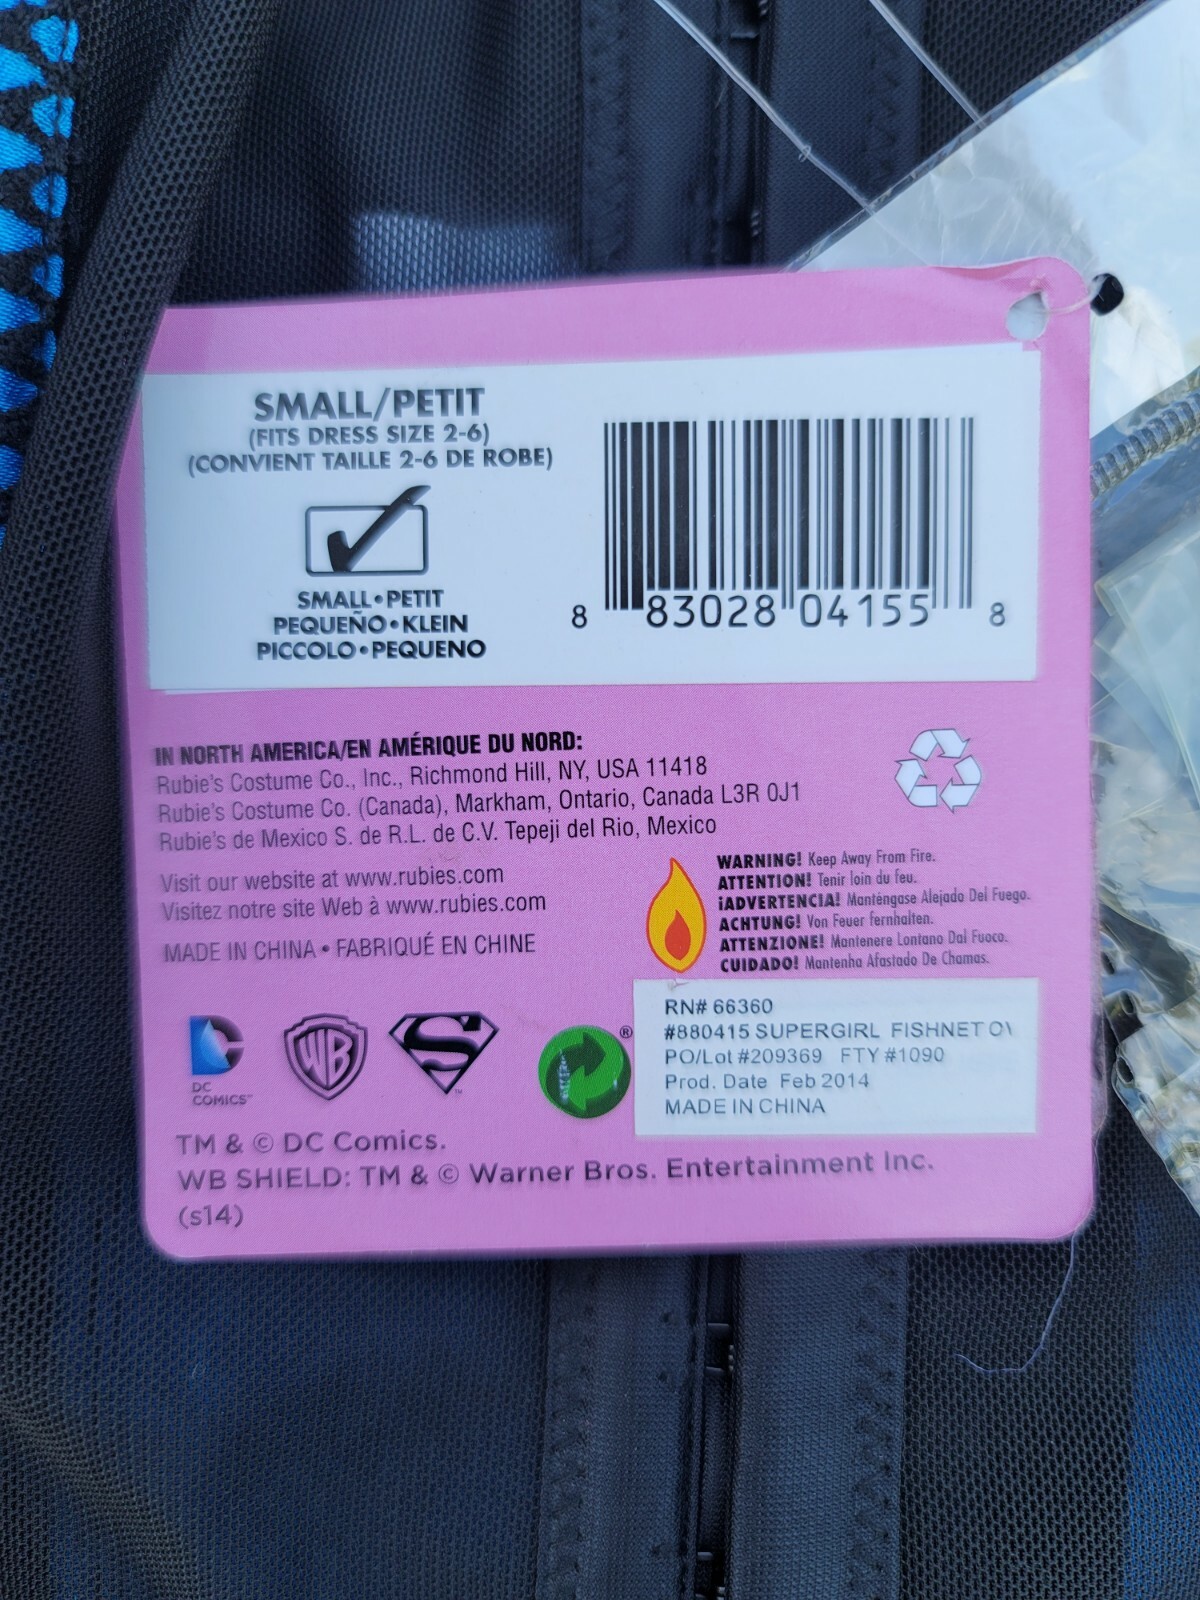 SMALL/PETIT
(FITS DRESS SIZE 2-6)
(CONVIENT TAILLE 2-6 DE ROBE)
SMALL•PETIT
PEQUEÑO•KLEIN
PICCOLO•PEQUENO
8 83028 04155 8
IN NORTH AMERICA/EN AMÉRIQUE DU NORD:
Rubie's Costume Co., Inc., Richmond Hill, NY, USA 11418
Rubie's Costume Co. (Canada), Markham, Ontario, Canada L3R 0J1
Rubie's de Mexico S. de R.L. de C.V. Tepeji del Rio, Mexico
Visit our website at www.rubies.com
Visitez notre site Web à www.rubies.com
MADE IN CHINA • FABRIQUÉ EN CHINE
WARNING! Keep Away From Fire.
ATTENTION! Tenir loin du feu.
¡ADVERTENCIA! Manténgase Alejado Del Fuego.
ACHTUNG! Von Feuer fernhalten.
ATTENZIONE! Mantenere Lontano Dal Fuoco.
CUIDADO! Mantenha Afastado De Chamas.
DC
COMICS™
WB
S
™
®
RN# 66360
#880415 SUPERGIRL FISHNET
PO/Lot #209369 FTY #1090
Prod. Date Feb 2014
MADE IN CHINA
TM & © DC Comics.
WB SHIELD: TM & © Warner Bros. Entertainment Inc.
(s14)